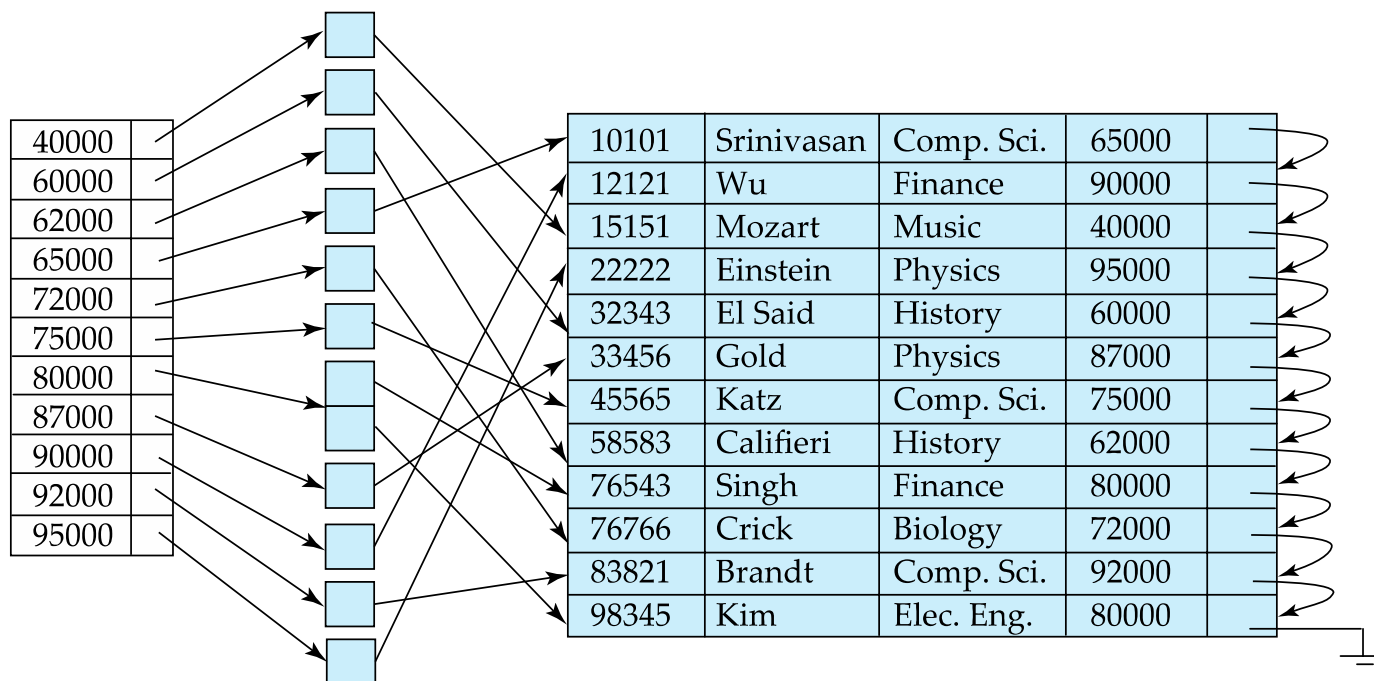 40000
60000
62000
65000
72000
75000
80000
87000
90000
92000
95000
10101 Srinivasan Comp. Sci. 65000
12121 Wu Finance 90000
15151 Mozart Music 40000
22222 Einstein Physics 95000
32343 El Said History 60000
33456 Gold Physics 87000
45565 Katz Comp. Sci. 75000
58583 Califieri History 62000
76543 Singh Finance 80000
76766 Crick Biology 72000
83821 Brandt Comp. Sci. 92000
98345 Kim Elec. Eng. 80000